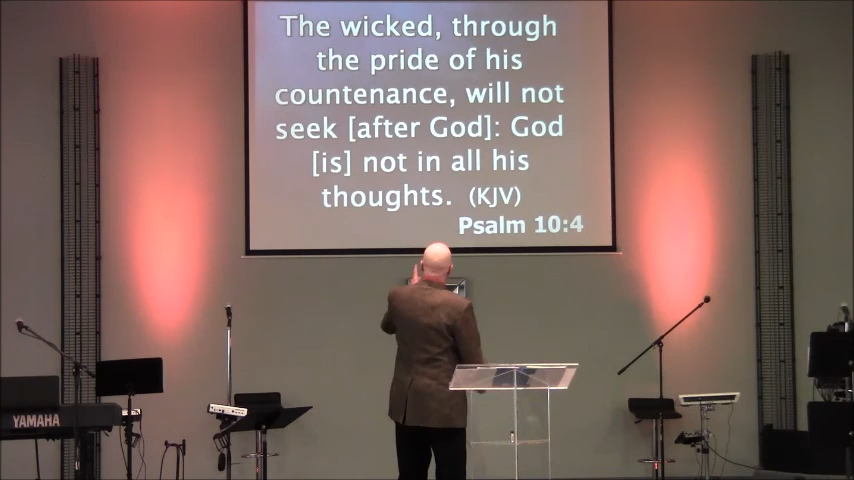 The wicked, through
the pride of his
countenance, will not
seek [after God]: God
[is] not in all his
thoughts. (KJV)
Psalm 10:4
YAMAHA